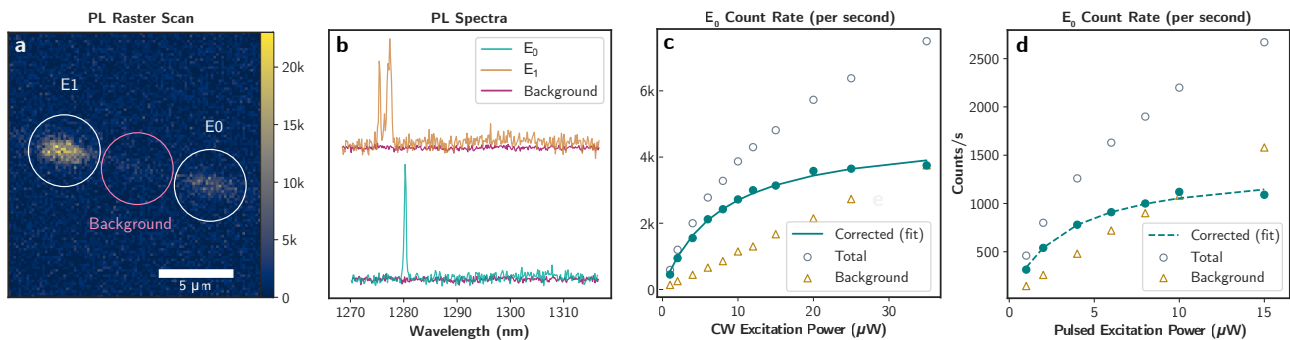 PL Raster Scan
a
E1
E0
Background
5 μm
20k
15k
10k
5k
0
PL Spectra
b
E₀
E₁
Background
1270 1280 1290 1300 1310
Wavelength (nm)
E₀ Count Rate (per second)
c
6k
4k
2k
0
e
Corrected (fit)
Total
Background
0 10 20 30
CW Excitation Power (μW)
E₀ Count Rate (per second)
d
Counts/s
2500
2000
1500
1000
500
Corrected (fit)
Total
Background
0 5 10 15
Pulsed Excitation Power (μW)